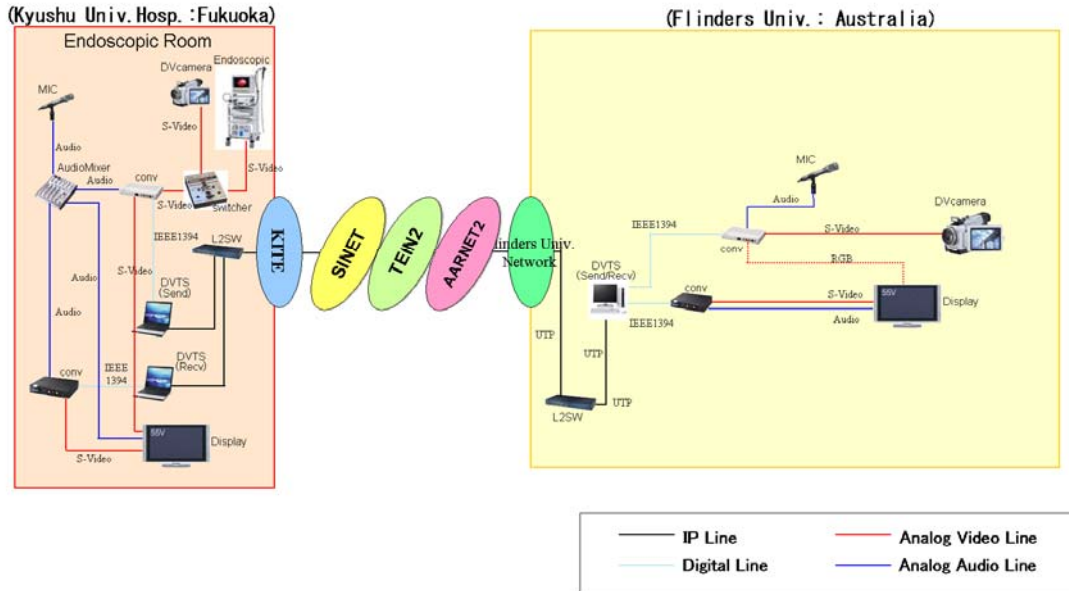 (Kyushu Univ.Hosp.:Fukuoka)
(Flinders Univ.: Australia)
Endoscopic Room
DVcamera
Endoscopic
MIC
S-Video
S-Video
Audio
AudioMixer
Audio
conv
S-Video
switcher
IEEE1394
L2SW
Audio
S-Video
DVTS
(Send)
Audio
IEEE
1394
DVTS
(Recv)
conv
55V
Display
S-Video
KITE
SINET
TEIN2
AARNET2
linders Univ.
Network
MIC
Audio
DVcamera
IEEE1394
S-Video
conv
RGB
DVTS
(Send/Recv)
conv
S-Video
55V
Display
IEEE1394
Audio
UTP
UTP
UTP
L2SW
IP Line
Analog Video Line
Digital Line
Analog Audio Line